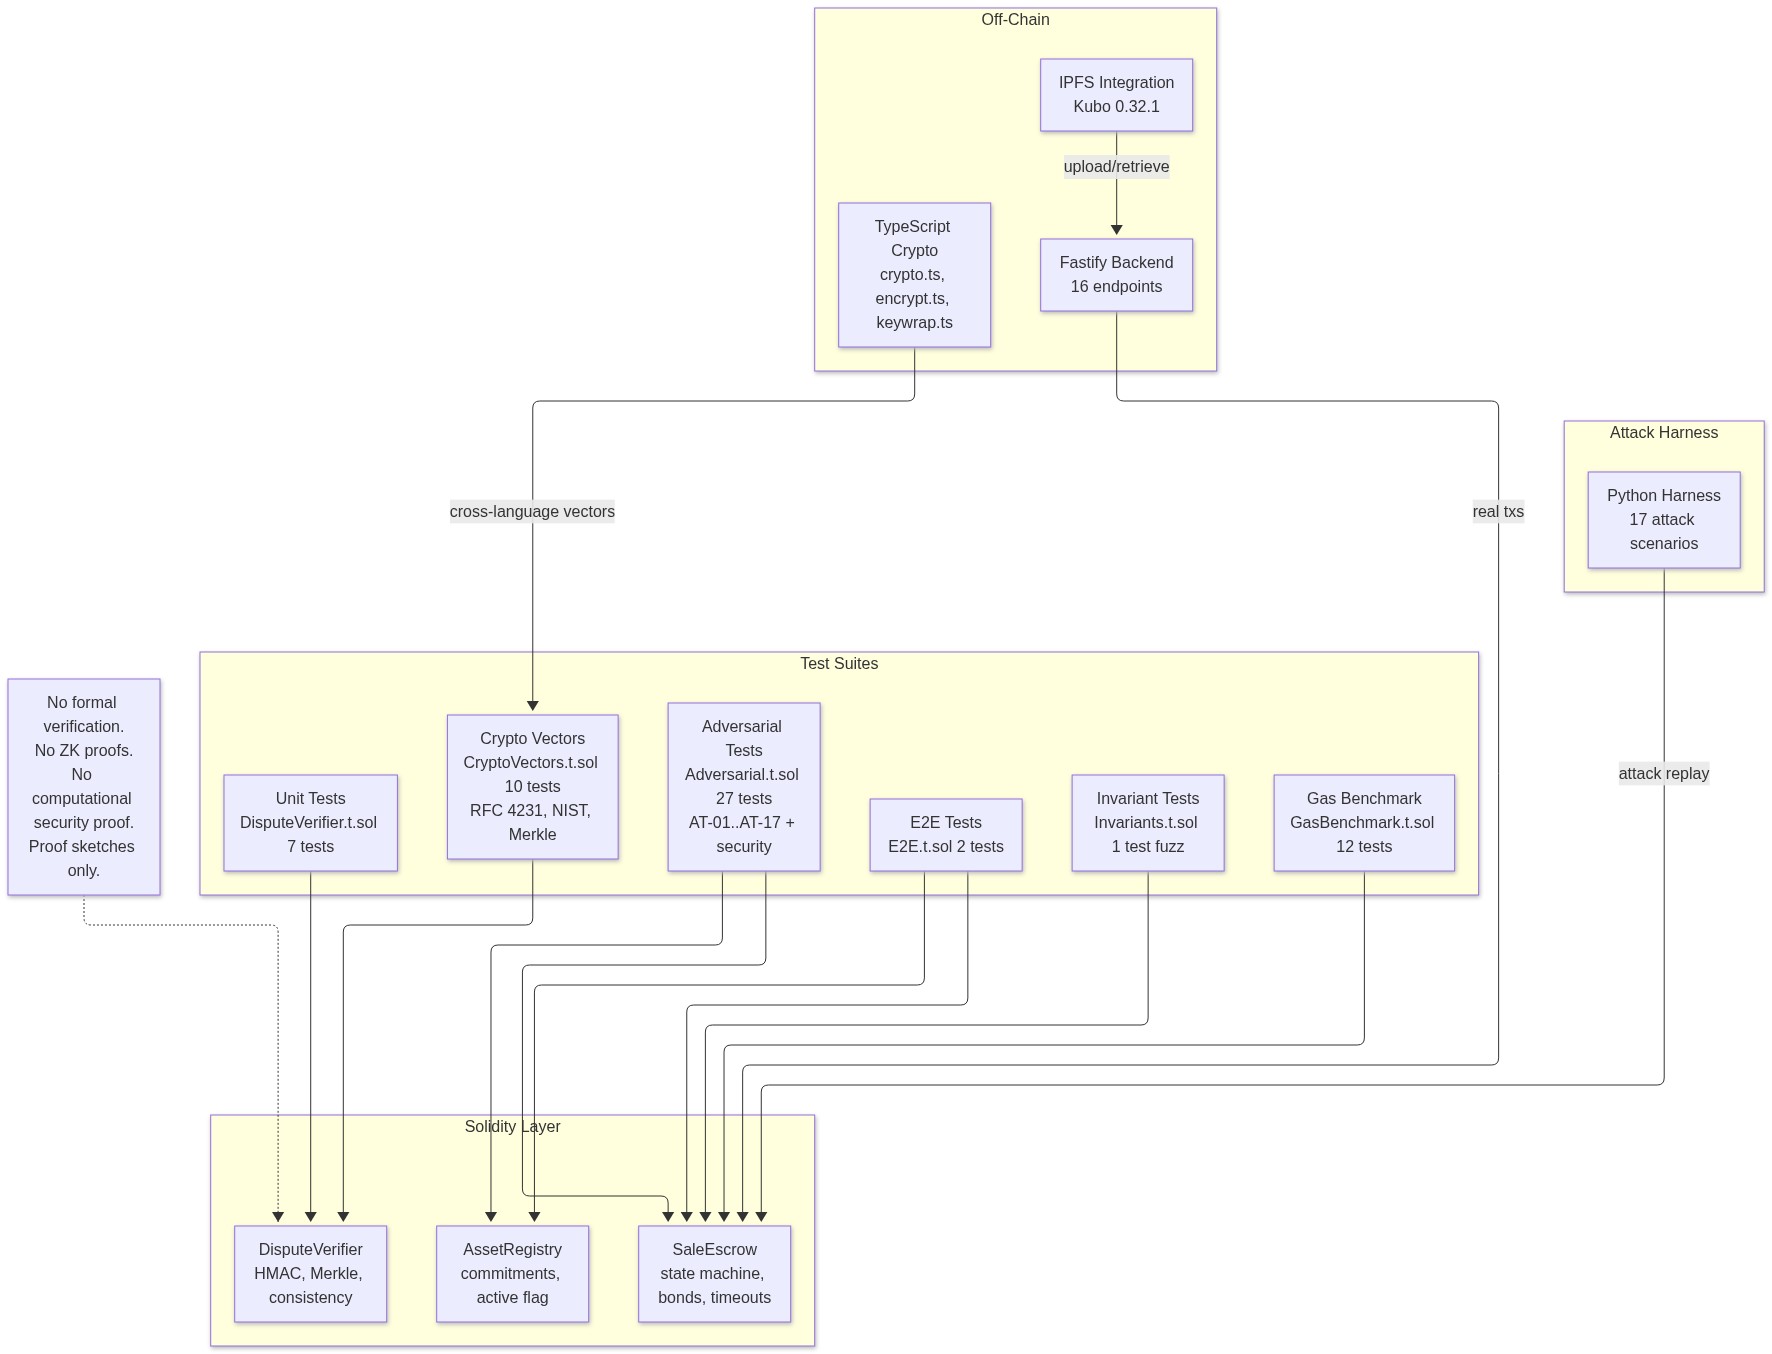 Off-Chain
IPFS Integration
Kubo 0.32.1
upload/retrieve
TypeScript
Crypto
crypto.ts,
encrypt.ts,
keywrap.ts
Fastify Backend
16 endpoints
cross-language vectors
real txs
Attack Harness
Python Harness
17 attack
scenarios
attack replay
No formal
verification.
No ZK proofs.
No
computational
security proof.
Proof sketches
only.
Test Suites
Unit Tests
DisputeVerifier.t.sol
7 tests
Crypto Vectors
CryptoVectors.t.sol
10 tests
RFC 4231, NIST,
Merkle
Adversarial
Tests
Adversarial.t.sol
27 tests
AT-01..AT-17 +
security
E2E Tests
E2E.t.sol 2 tests
Invariant Tests
Invariants.t.sol
1 test fuzz
Gas Benchmark
GasBenchmark.t.sol
12 tests
Solidity Layer
DisputeVerifier
HMAC, Merkle,
consistency
AssetRegistry
commitments,
active flag
SaleEscrow
state machine,
bonds, timeouts